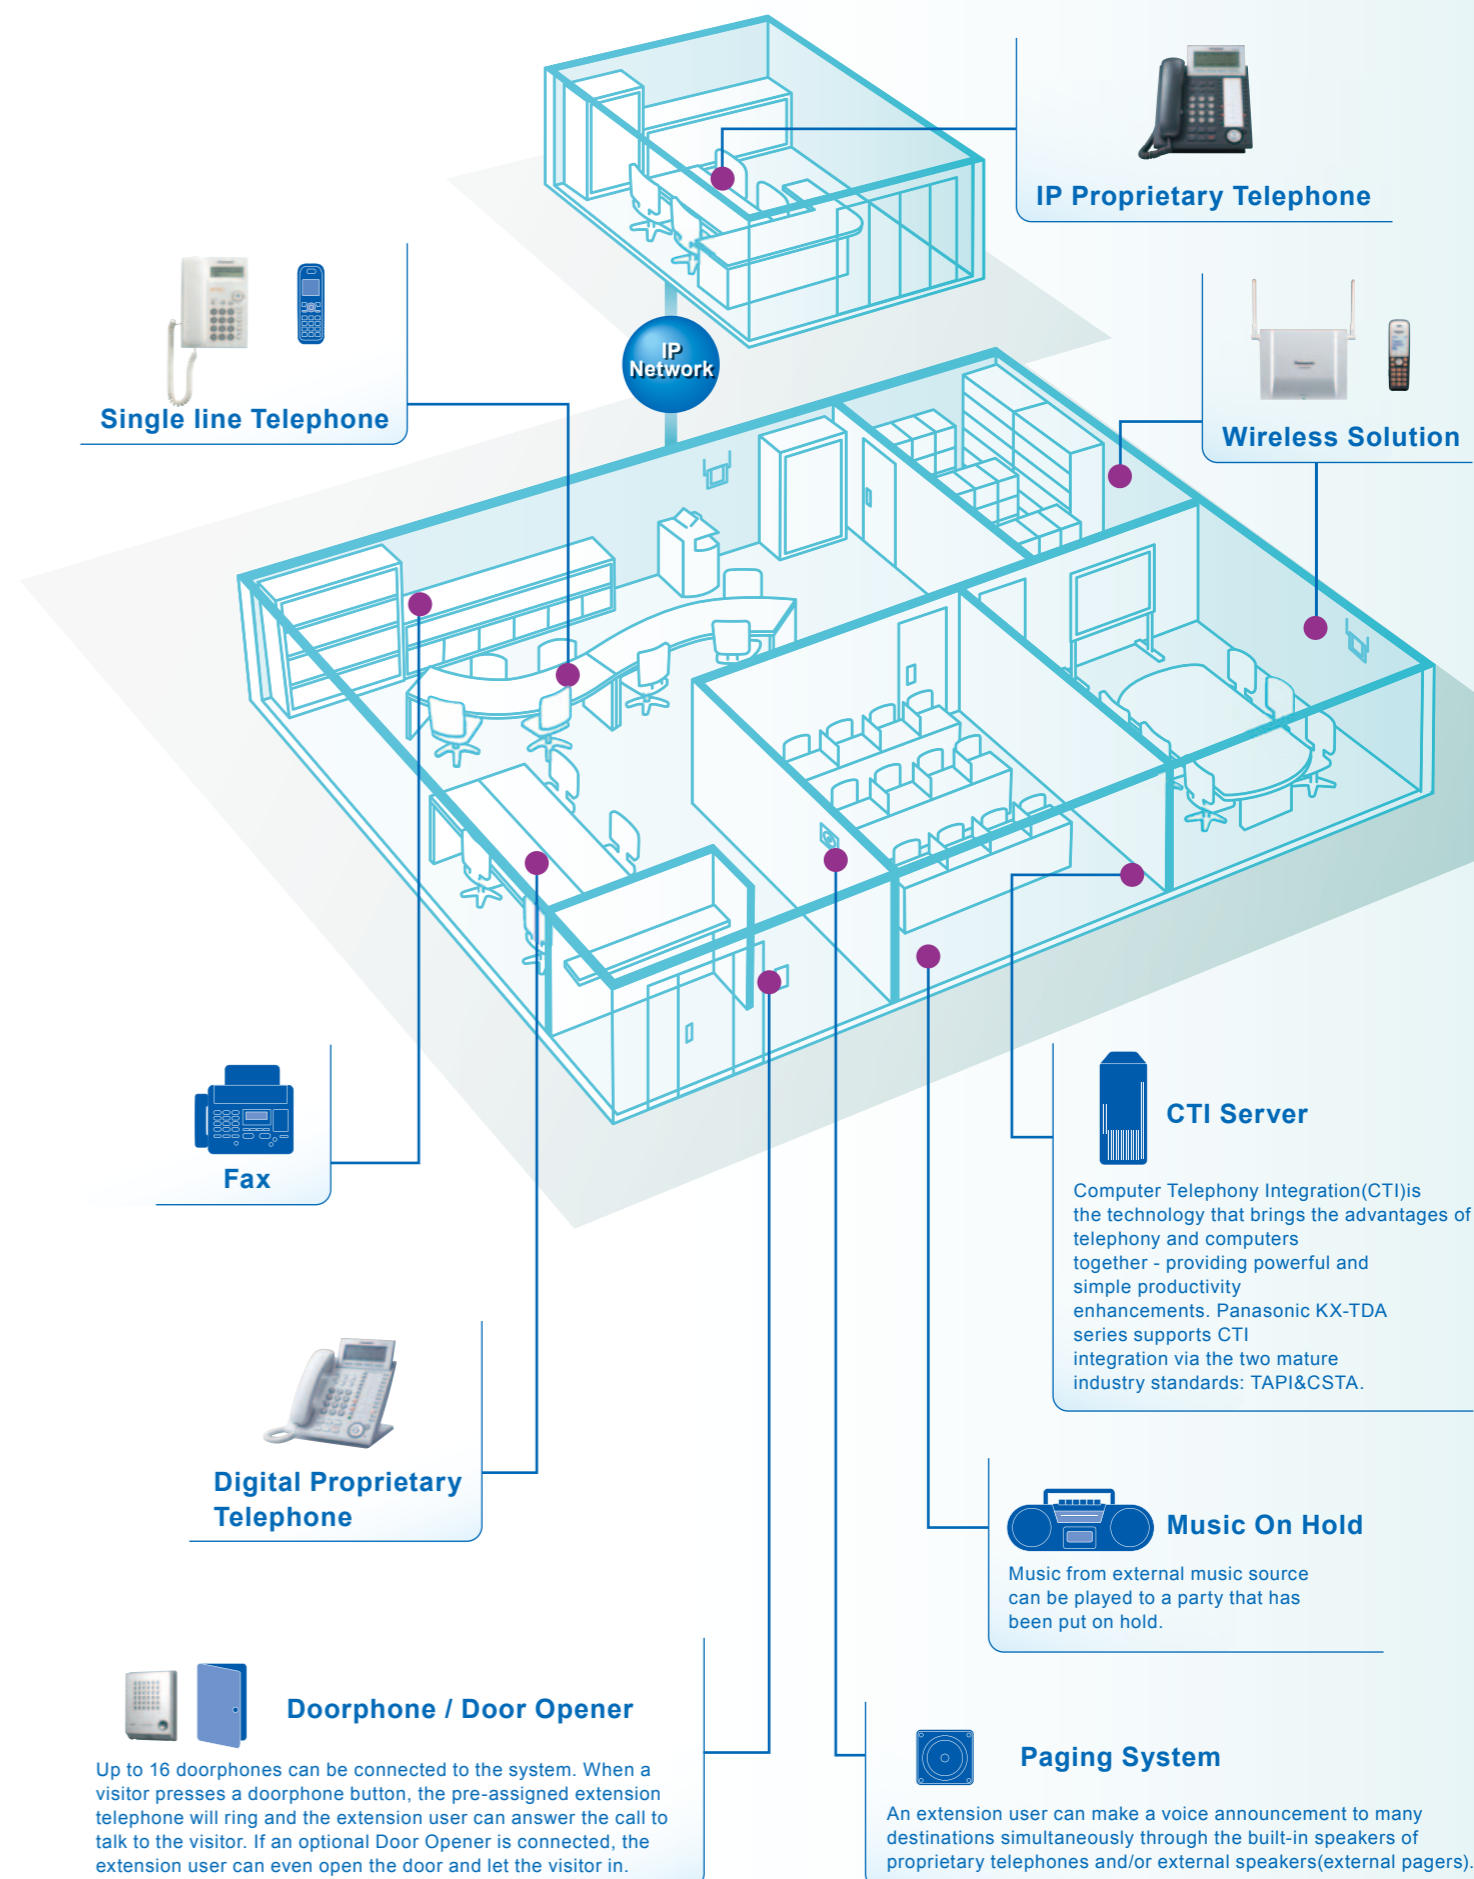 IP Proprietary Telephone
Single line Telephone
IP
Network
Wireless Solution
Fax
CTI Server
Computer Telephony Integration(CTI)is
the technology that brings the advantages of
telephony and computers
together - providing powerful and
simple productivity
enhancements. Panasonic KX-TDA
series supports CTI
integration via the two mature
industry standards: TAPI&CSTA.
Digital Proprietary
Telephone
Music On Hold
Music from external music source
can be played to a party that has
been put on hold.
Doorphone / Door Opener
Up to 16 doorphones can be connected to the system. When a
visitor presses a doorphone button, the pre-assigned extension
telephone will ring and the extension user can answer the call to
talk to the visitor. If an optional Door Opener is connected, the
extension user can even open the door and let the visitor in.
Paging System
An extension user can make a voice announcement to many
destinations simultaneously through the built-in speakers of
proprietary telephones and/or external speakers(external pagers).